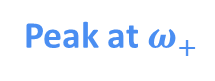 Peak at 𝝎₊